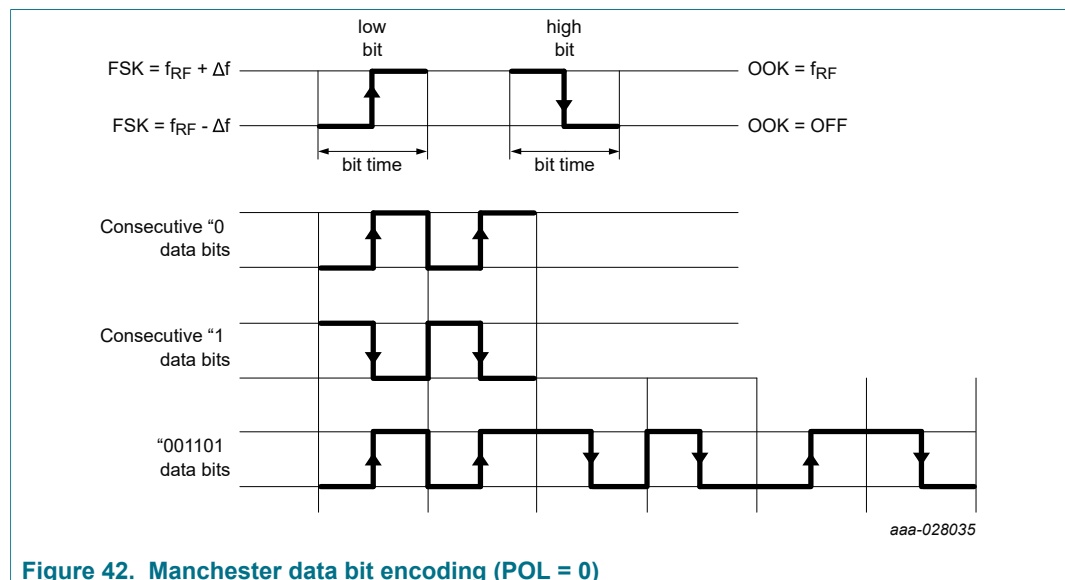 low
bit
high
bit
FSK = fRF + Δf
OOK = fRF
FSK = fRF - Δf
OOK = OFF
bit time
bit time
Consecutive “0
data bits
Consecutive “1
data bits
“001101
data bits
aaa-028035
Figure 42. Manchester data bit encoding (POL = 0)